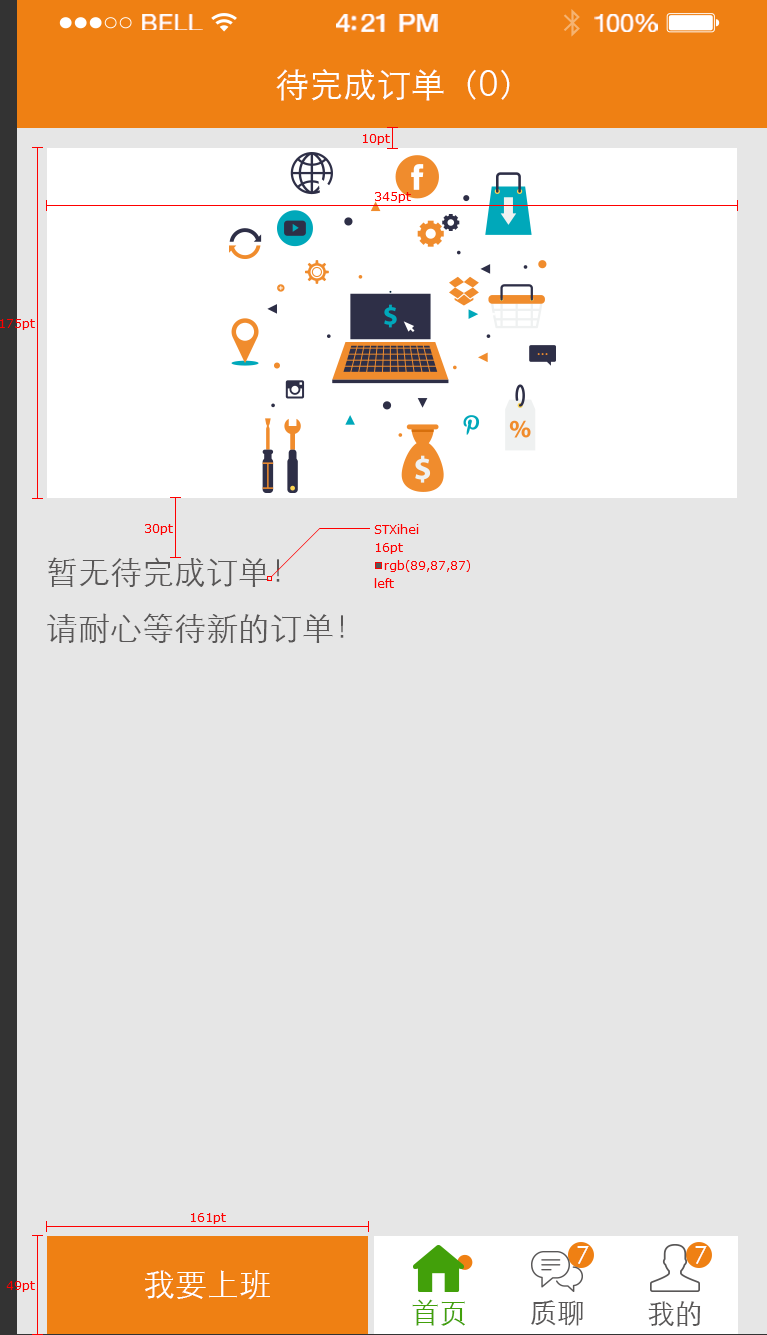 BELL 4:21 PM 100%
待完成订单（0）
10pt
345pt
175pt
$
%
$
30pt
STXihei
16pt
rgb(89,87,87)
left
暂无待完成订单!
请耐心等待新的订单!
161pt
49pt
我要上班
7
7
首页
质聊
我的